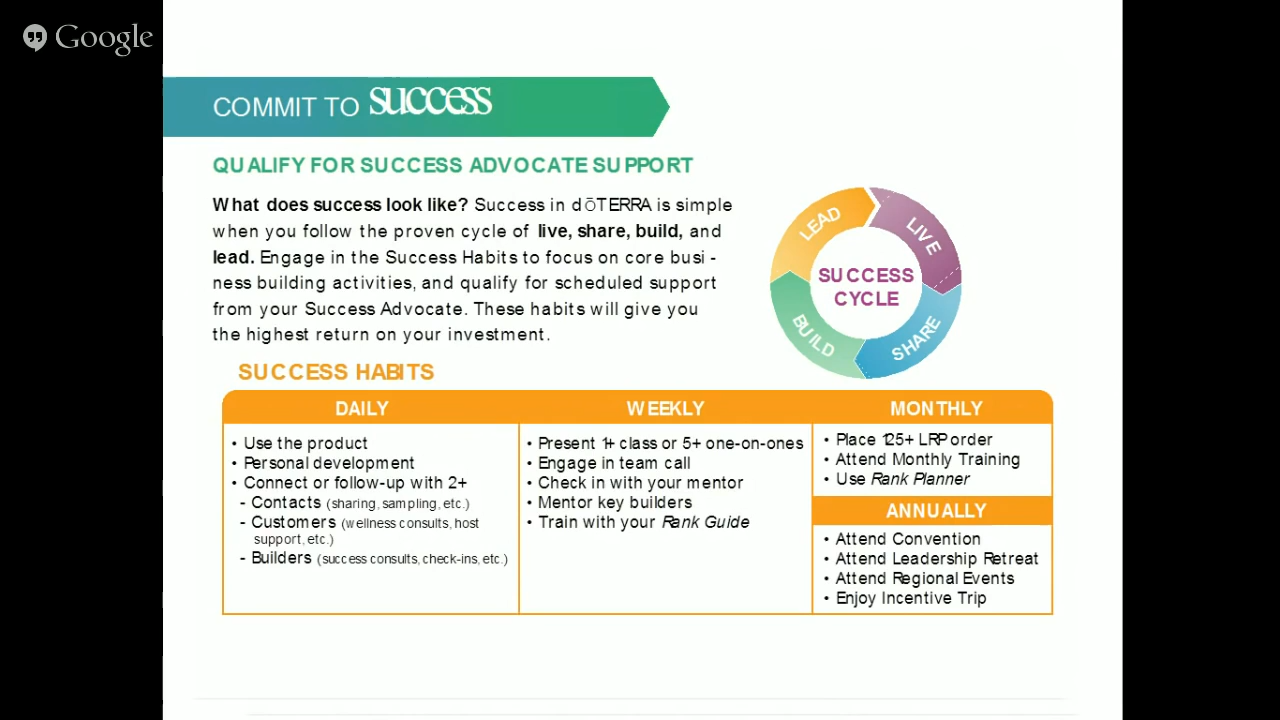 Google
COMMIT TO success
QUALIFY FOR SUCCESS ADVOCATE SUPPORT
What does success look like? Success in dōTERRA is simple
when you follow the proven cycle of live, share, build, and
lead. Engage in the Success Habits to focus on core busi-
ness building activities, and qualify for scheduled support
from your Success Advocate. These habits will give you
the highest return on your investment.
LEAD
LIVE
SUCCESS
CYCLE
BUILD
SHARE
SUCCESS HABITS
DAILY
• Use the product
• Personal development
• Connect or follow-up with 2+
- Contacts (sharing, sampling, etc.)
- Customers (wellness consults, host
support, etc.)
- Builders (success consults, check-ins, etc.)
WEEKLY
• Present 1+ class or 5+ one-on-ones
• Engage in team call
• Check in with your mentor
• Mentor key builders
• Train with your Rank Guide
MONTHLY
• Place 125+ LRP order
• Attend Monthly Training
• Use Rank Planner
ANNUALLY
• Attend Convention
• Attend Leadership Retreat
• Attend Regional Events
• Enjoy Incentive Trip